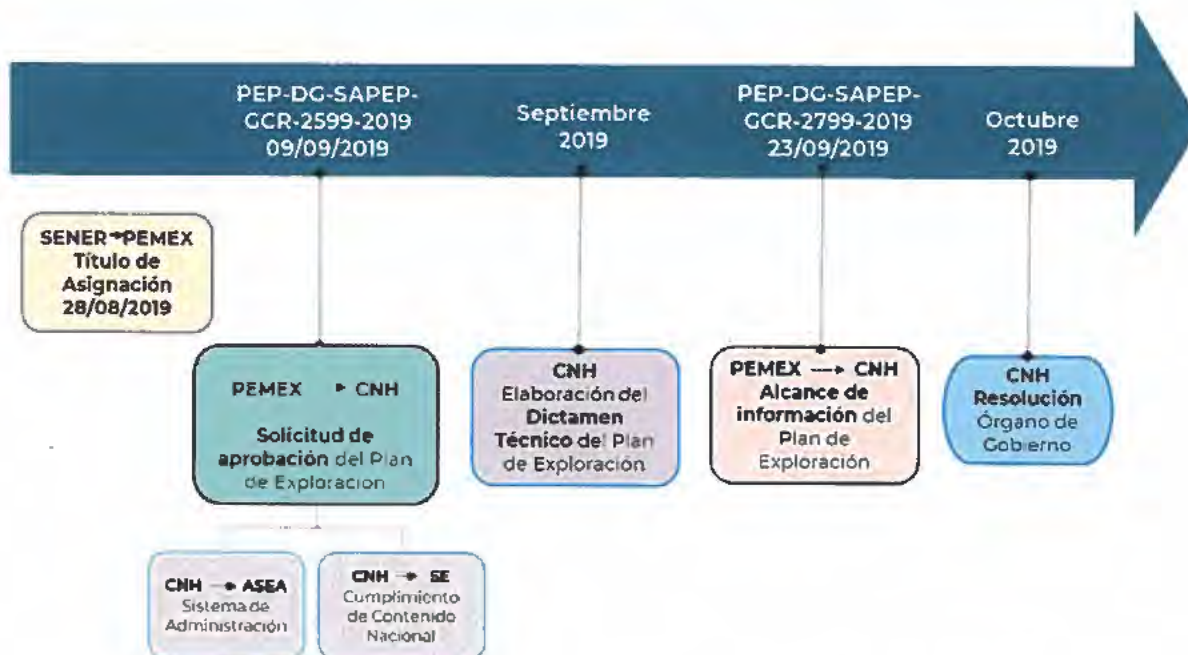 PEP-DG-SAPEP-
GCR-2599-2019
09/09/2019
Septiembre
2019
PEP-DG-SAPEP-
GCR-2799-2019
23/09/2019
Octubre
2019
SENER→PEMEX
Título de
Asignación
28/08/2019
PEMEX → CNH
Solicitud de
aprobación del Plan
de Exploración
CNH
Elaboración del
Dictamen
Técnico del Plan
de Exploración
PEMEX → CNH
Alcance de
información del
Plan de
Exploración
CNH
Resolución
Órgano de
Gobierno
CNH → ASEA
Sistema de
Administración
CNH → SE
Cumplimiento
de Contenido
Nacional